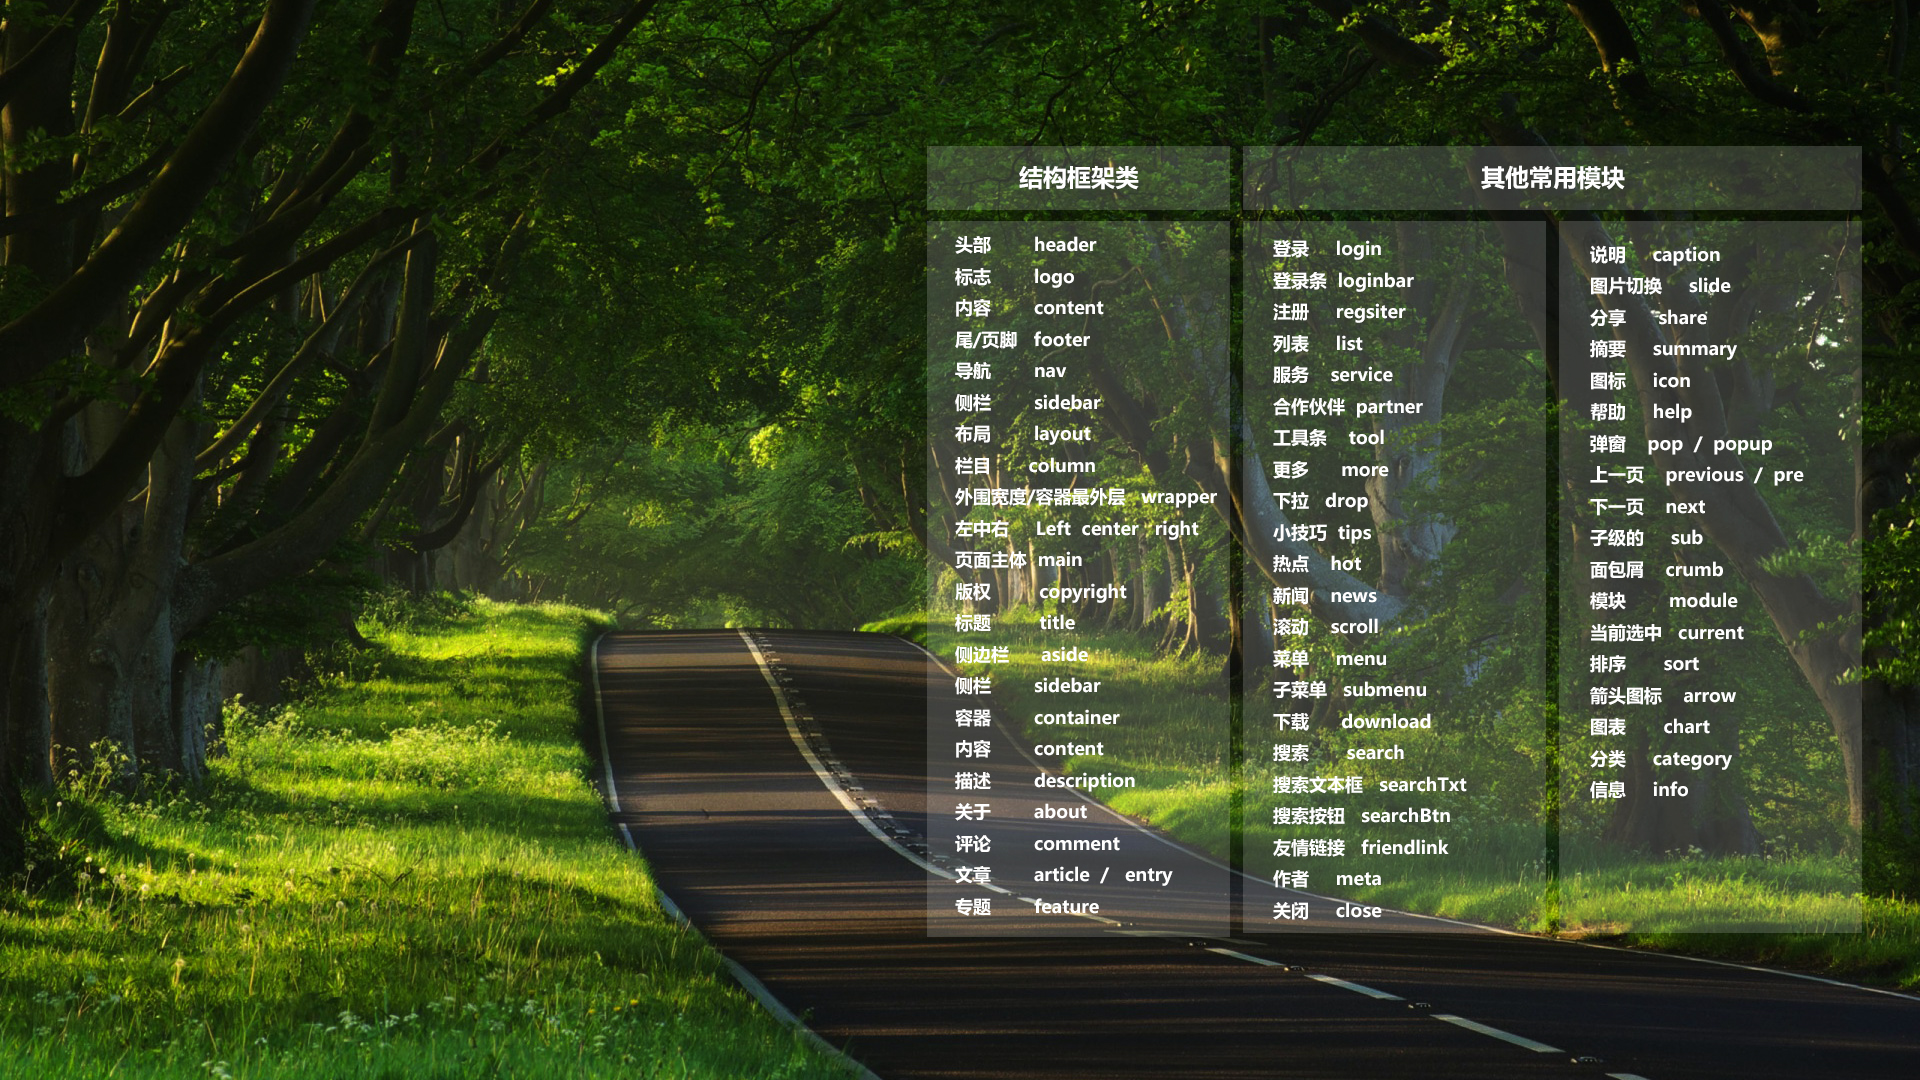 结构框架类
头部 header
标志 logo
内容 content
尾/页脚 footer
导航 nav
侧栏 sidebar
布局 layout
栏目 column
外围宽度/容器最外层 wrapper
左中右 Left center right
页面主体 main
版权 copyright
标题 title
侧边栏 aside
侧栏 sidebar
容器 container
内容 content
描述 description
关于 about
评论 comment
文章 article / entry
专题 feature
其他常用模块
登录 login
登录条 loginbar
注册 regsiter
列表 list
服务 service
合作伙伴 partner
工具条 tool
更多 more
下拉 drop
小技巧 tips
热点 hot
新闻 news
滚动 scroll
菜单 menu
子菜单 submenu
下载 download
搜索 search
搜索文本框 searchTxt
搜索按钮 searchBtn
友情链接 friendlink
作者 meta
关闭 close
说明 caption
图片切换 slide
分享 share
摘要 summary
图标 icon
帮助 help
弹窗 pop / popup
上一页 previous / pre
下一页 next
子级的 sub
面包屑 crumb
模块 module
当前选中 current
排序 sort
箭头图标 arrow
图表 chart
分类 category
信息 info